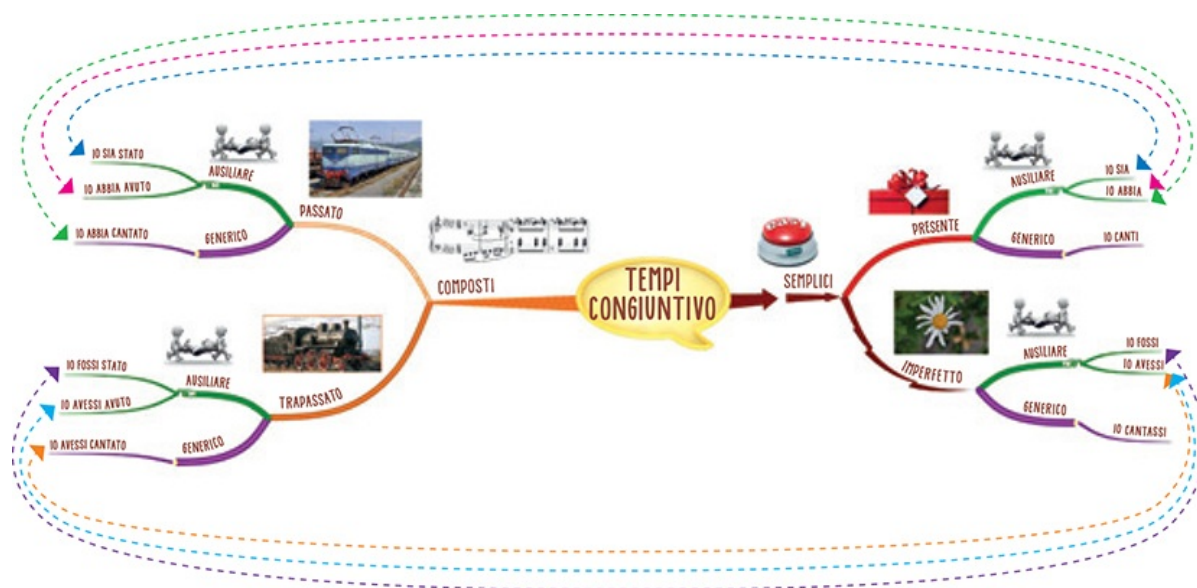 TEMPI
CONGIUNTIVO
COMPOSTI
PASSATO
AUSILIARE
IO SIA STATO
IO ABBIA AVUTO
GENERICO
IO ABBIA CANTATO
TRAPASSATO
AUSILIARE
IO FOSSI STATO
IO AVESSI AVUTO
GENERICO
IO AVESSI CANTATO
SEMPLICI
PRESENTE
AUSILIARE
IO SIA
IO ABBIA
GENERICO
IO CANTI
IMPERFETTO
AUSILIARE
IO FOSSI
IO AVESSI
GENERICO
IO CANTASSI